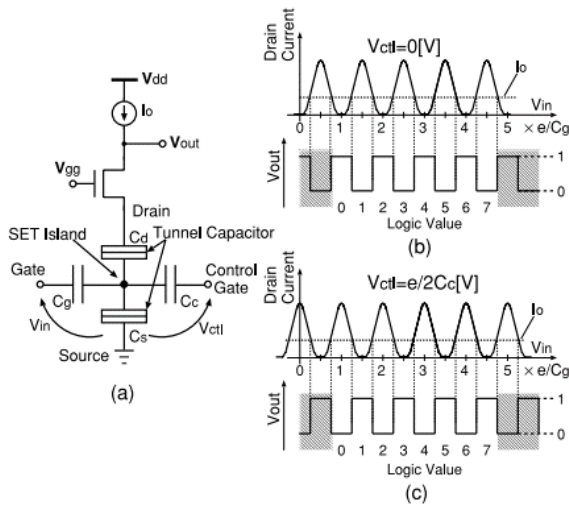 Vdd
Io
Vout
Vgg
Drain
SET Island
Cd
Tunnel Capacitor
Gate
Control
Gate
Cg
Cc
Vin
Cs
Vctl
Source
(a)
Drain
Current
Vctl=0[V]
Io
Vin
0 1 2 3 4 5 × e/Cg
Vout
1
0
0 1 2 3 4 5 6 7
Logic Value
(b)
Drain
Current
Vctl=e/2Cc[V]
Io
Vin
1 2 3 4 5 × e/Cg
Vout
1
0
0 1 2 3 4 5 6 7
Logic Value
(c)